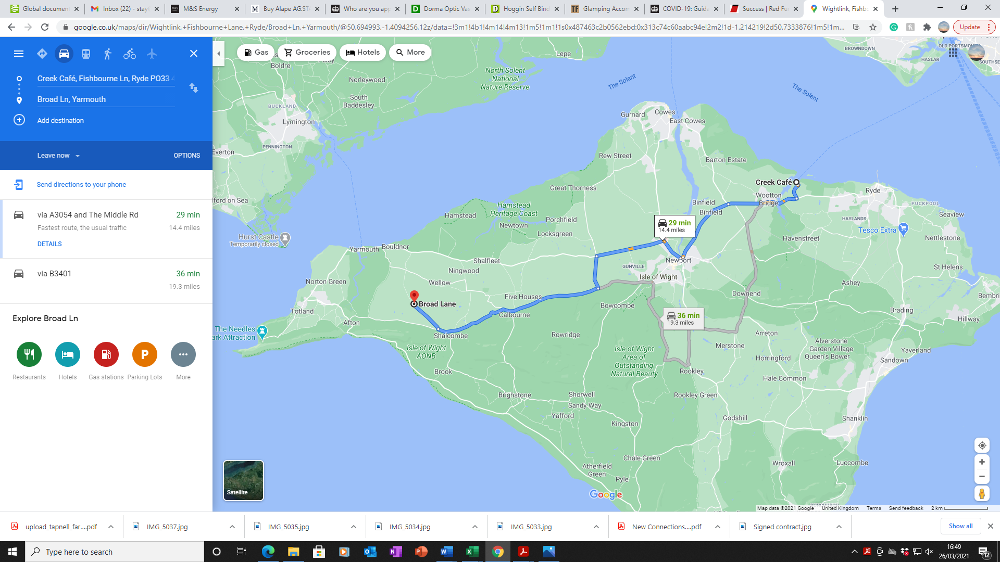 Global document
Inbox (22) - stay
M&S Energy
Buy Alape AG.ST
Who are you app
Dorma Optic Vas
Hoggin Self Bind
Glamping Accom
COVID-19: Guida
Success | Red Fu
Wightlink, Fishbo
google.co.uk/maps/dir/Wightlink,+Fishbourne+Lane,+Ryde/Broad+Ln,+Yarmouth/@50.694993,-1.4094256,12z/data=!3m1!4b1!4m14!4m13!1m5!1m1!1s0x487463c2b0562ebd:0x313c74c60aabc94e!2m2!1d-1.214219!2d50.7333876!1m5!1m...
Update
Creek Café, Fishbourne Ln, Ryde PO33
Broad Ln, Yarmouth
Add destination
Leave now
OPTIONS
Send directions to your phone
via A3054 and The Middle Rd
29 min
Fastest route, the usual traffic
14.4 miles
DETAILS
via B3401
36 min
19.3 miles
Explore Broad Ln
Restaurants
Hotels
Gas stations
Parking Lots
More
Gas
Groceries
Hotels
More
Lepe
BROWNDOWN
OLD PORTSMO
HASLAR
SOUTHSE
Boldre
Norleywood
North Solent
National
Nature Reserve
The Solent
The Solent
South
Baddesley
BUCKLAND
Lymington
Gurnard
Cowes
East Cowes
PENNINGTON
Everton
Rew Street
Barton Estate
Great Thorness
Creek Café
Wootton
Bridge
Ryde
lford on Sea
Hamstead
Heritage Coast
Hamstead
Binfield
Binfield
PUCKPOOL
Seaview
Porchfield
Newtown
HAYLANDS
29 min
14.4 miles
Tesco Extra
Locksgreen
Hurst Castle
Temporarily closed
Havenstreet
Nettlestone
Yarmouth
Bouldnor
Shalfleet
Newport
GUNVILLE
St Helens
Ningwood
Isle of Wight
Norton Green
Wellow
Ashey
Five Houses
Downend
Bembri
Broad Lane
Bowcombe
Totland
Calbourne
Brading
36 min
19.3 miles
Hillway
Afton
The Needles
ark Attraction
Shalcombe
Rowridge
Arreton
Isle of Wight
AONB
Isle of Wight
Area of
Outstanding
Natural Beauty
Merstone
Alverstone
Garden Village
Queen's Bower
Yaverland
Horringford
Sandown
Brook
Rookley
Hale Common
Brighstone
Shorwell
Rookley Green
Sandy Way
Yafford
Godshill
Shanklin
Kingston
Chale Green
Wroxall
Luccombe
Atherfield
Green
Pyle
Satellite
Google
Map data ©2021 Google
United Kingdom
Terms
Send feedback
2 km
upload_tapnell_far....pdf
IMG_5037.jpg
IMG_5035.jpg
IMG_5034.jpg
IMG_5033.jpg
New Connections....pdf
Signed contract.jpg
Show all
Type here to search
16:49
26/03/2021
12